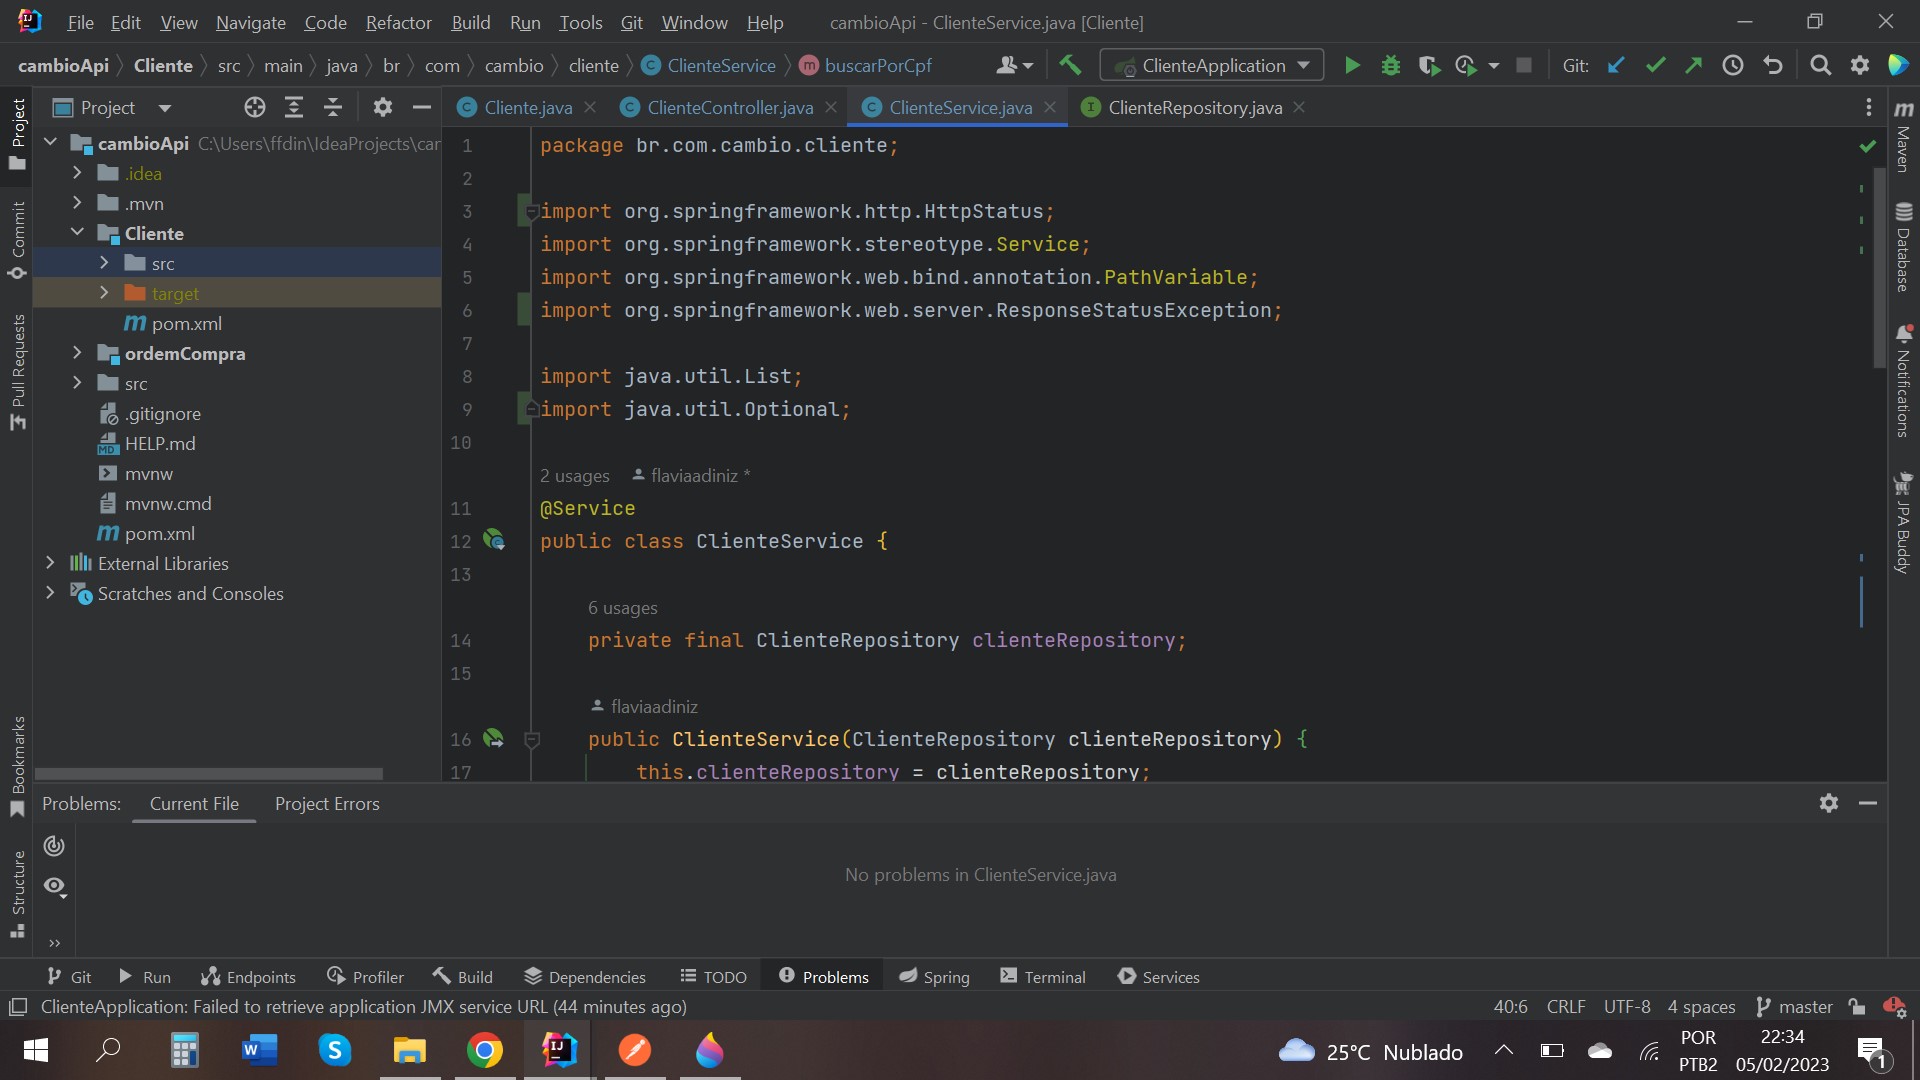 File Edit View Navigate Code Refactor Build Run Tools Git Window Help cambioApi - ClienteService.java [Cliente]
cambioApi Cliente src main java br com cambio cliente ClienteService buscarPorCpf ClienteApplication Git:
Project
Cliente.java ClienteController.java ClienteService.java ClienteRepository.java
Project
Commit
Pull Requests
Bookmarks
Structure
cambioApi C:\Users\ffdin\IdeaProjects\car
.idea
.mvn
Cliente
src
target
pom.xml
ordemCompra
src
.gitignore
HELP.md
mvnw
mvnw.cmd
pom.xml
External Libraries
Scratches and Consoles
1 package br.com.cambio.cliente;
2
3 import org.springframework.http.HttpStatus;
4 import org.springframework.stereotype.Service;
5 import org.springframework.web.bind.annotation.PathVariable;
6 import org.springframework.web.server.ResponseStatusException;
7
8 import java.util.List;
9 import java.util.Optional;
10
2 usages flaviaadiniz *
11 @Service
12 public class ClienteService {
13
6 usages
14 private final ClienteRepository clienteRepository;
15
flaviaadiniz
16 public ClienteService(ClienteRepository clienteRepository) {
17 this.clienteRepository = clienteRepository;
Maven
Database
Notifications
JPA Buddy
Problems: Current File Project Errors
No problems in ClienteService.java
Git Run Endpoints Profiler Build Dependencies TODO Problems Spring Terminal Services
ClienteApplication: Failed to retrieve application JMX service URL (44 minutes ago) 40:6 CRLF UTF-8 4 spaces master
25°C Nublado
POR
PTB2
22:34
05/02/2023
1